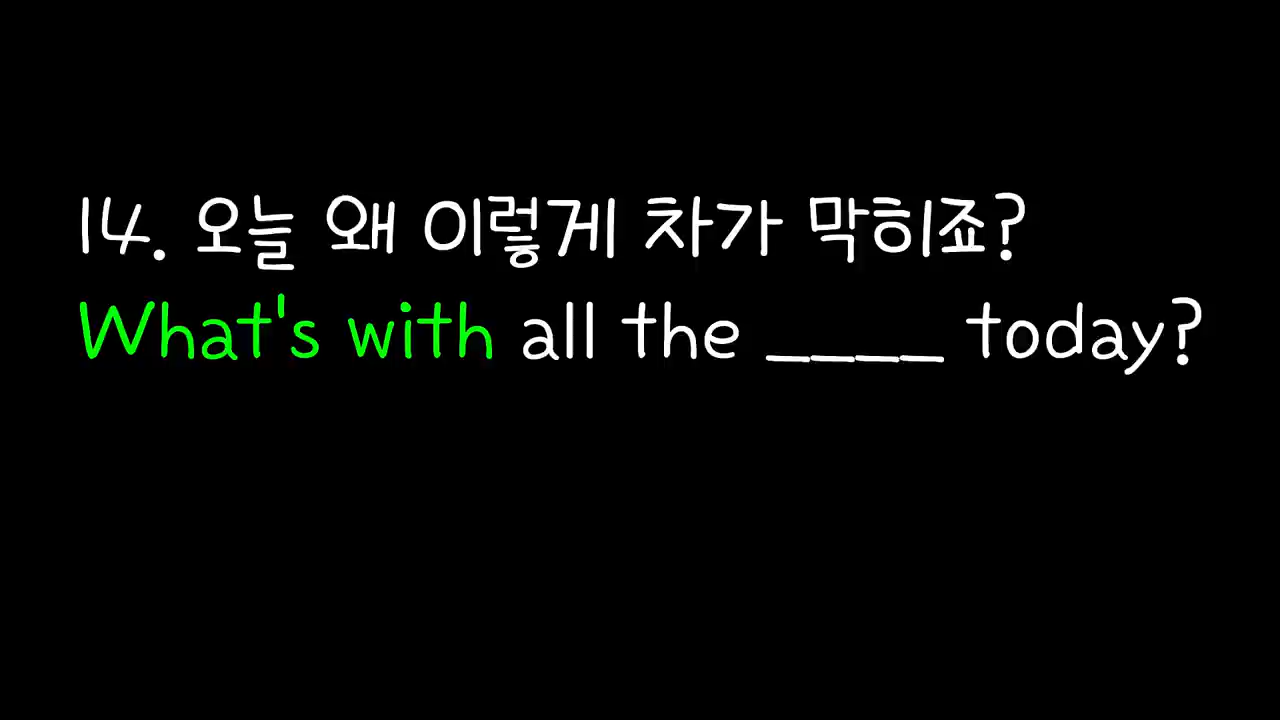 14. 오늘 왜 이렇게 차가 막히죠?
What's with all the ____ today?